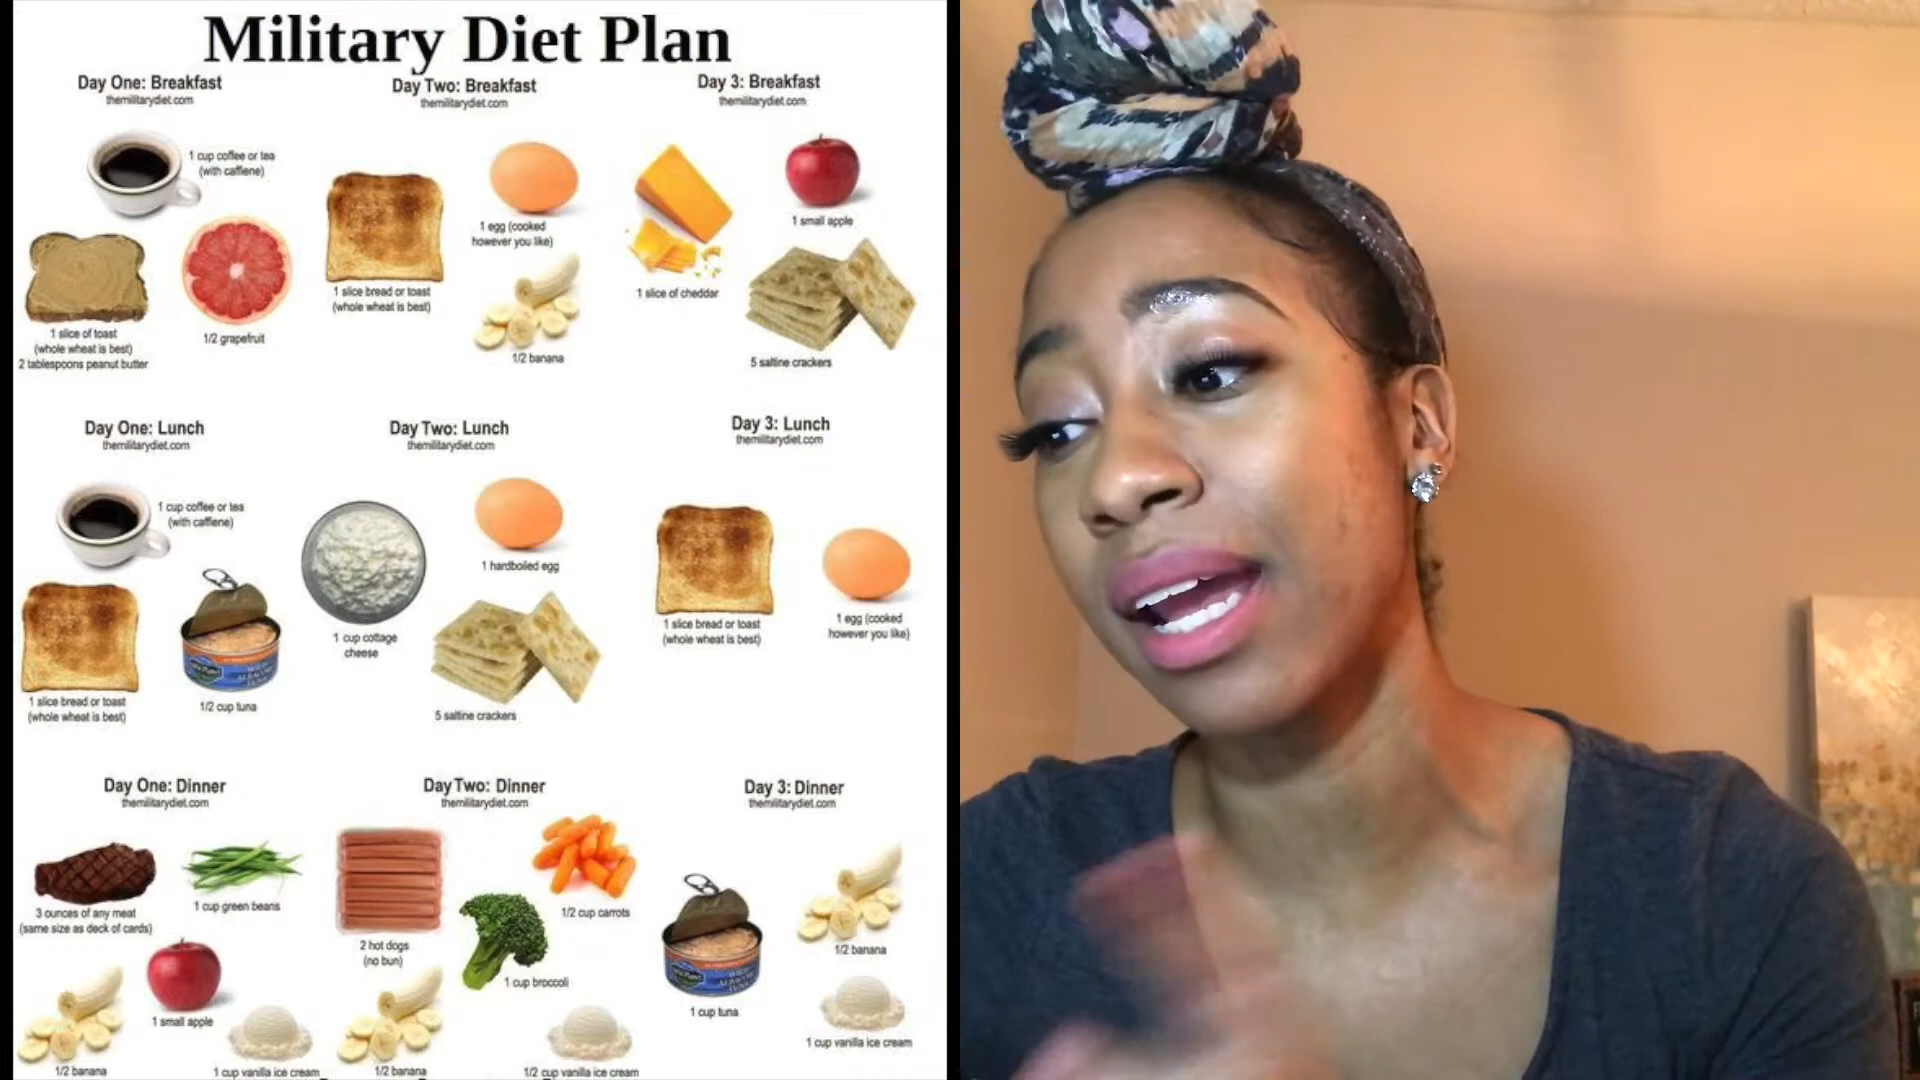 Military Diet Plan
Day One: Breakfast
themilitarydiet.com
1 cup coffee or tea
(with caffiene)
1 slice of toast
(whole wheat is best)
2 tablespoons peanut butter
1/2 grapefruit
Day Two: Breakfast
themilitarydiet.com
1 slice bread or toast
(whole wheat is best)
1 egg (cooked
however you like)
1/2 banana
Day 3: Breakfast
themilitarydiet.com
1 slice of cheddar
1 small apple
5 saltine crackers
Day One: Lunch
themilitarydiet.com
1 cup coffee or tea
(with caffiene)
1 slice bread or toast
(whole wheat is best)
1/2 cup tuna
Day Two: Lunch
themilitarydiet.com
1 cup cottage
cheese
1 hardboiled egg
5 saltine crackers
Day 3: Lunch
themilitarydiet.com
1 slice bread or toast
(whole wheat is best)
1 egg (cooked
however you like)
Day One: Dinner
themilitarydiet.com
3 ounces of any meat
(same size as deck of cards)
1 cup green beans
1 small apple
1/2 banana
1 cup vanilla ice cream
Day Two: Dinner
themilitarydiet.com
2 hot dogs
(no bun)
1/2 cup carrots
1 cup broccoli
1/2 banana
1/2 cup vanilla ice cream
Day 3: Dinner
themilitarydiet.com
1/2 banana
1 cup tuna
1 cup vanilla ice cream